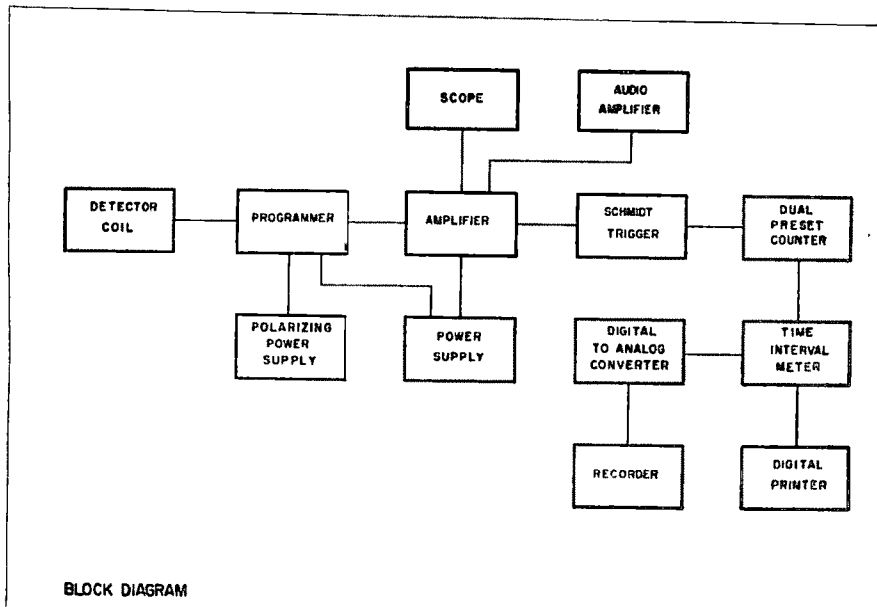 SCOPE
AUDIO
AMPLIFIER
DETECTOR
COIL
PROGRAMMER
AMPLIFIER
SCHMIDT
TRIGGER
DUAL
PRESET
COUNTER
POLARIZING
POWER
SUPPLY
POWER
SUPPLY
DIGITAL
TO ANALOG
CONVERTER
TIME
INTERVAL
METER
RECORDER
DIGITAL
PRINTER
BLOCK DIAGRAM